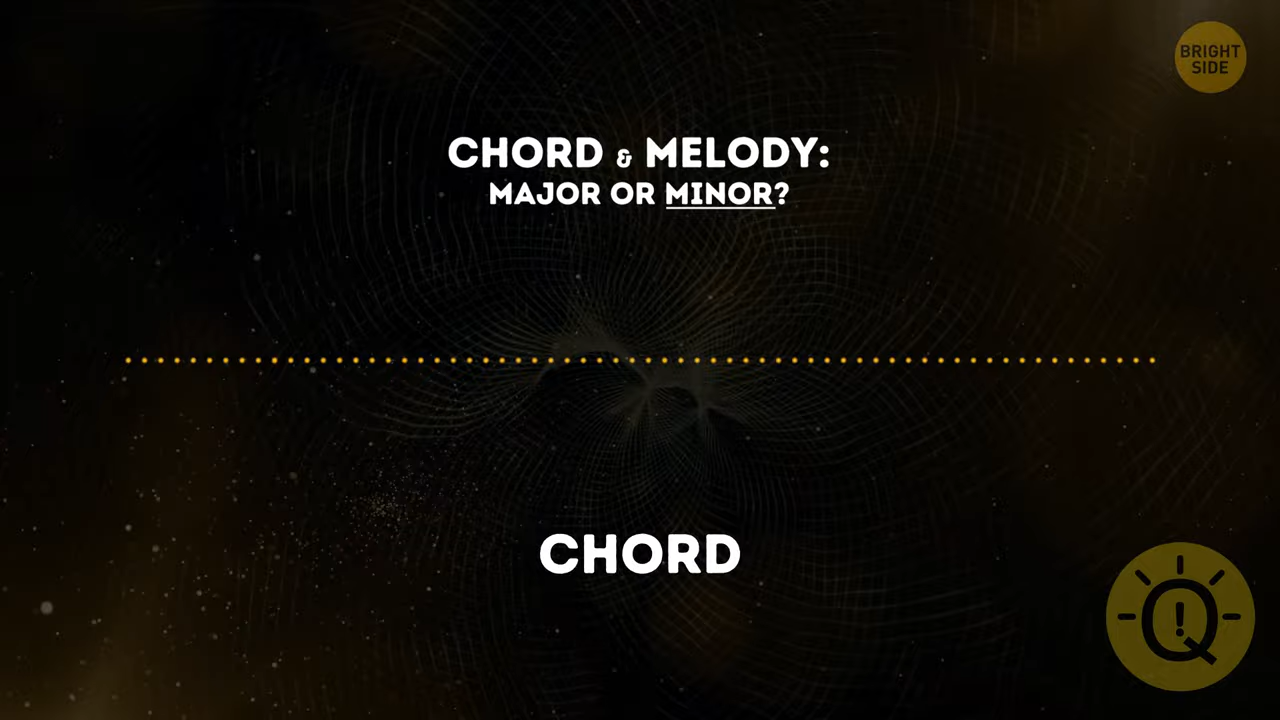 BRIGHT
SIDE
CHORD & MELODY:
MAJOR OR MINOR?
CHORD
Q!